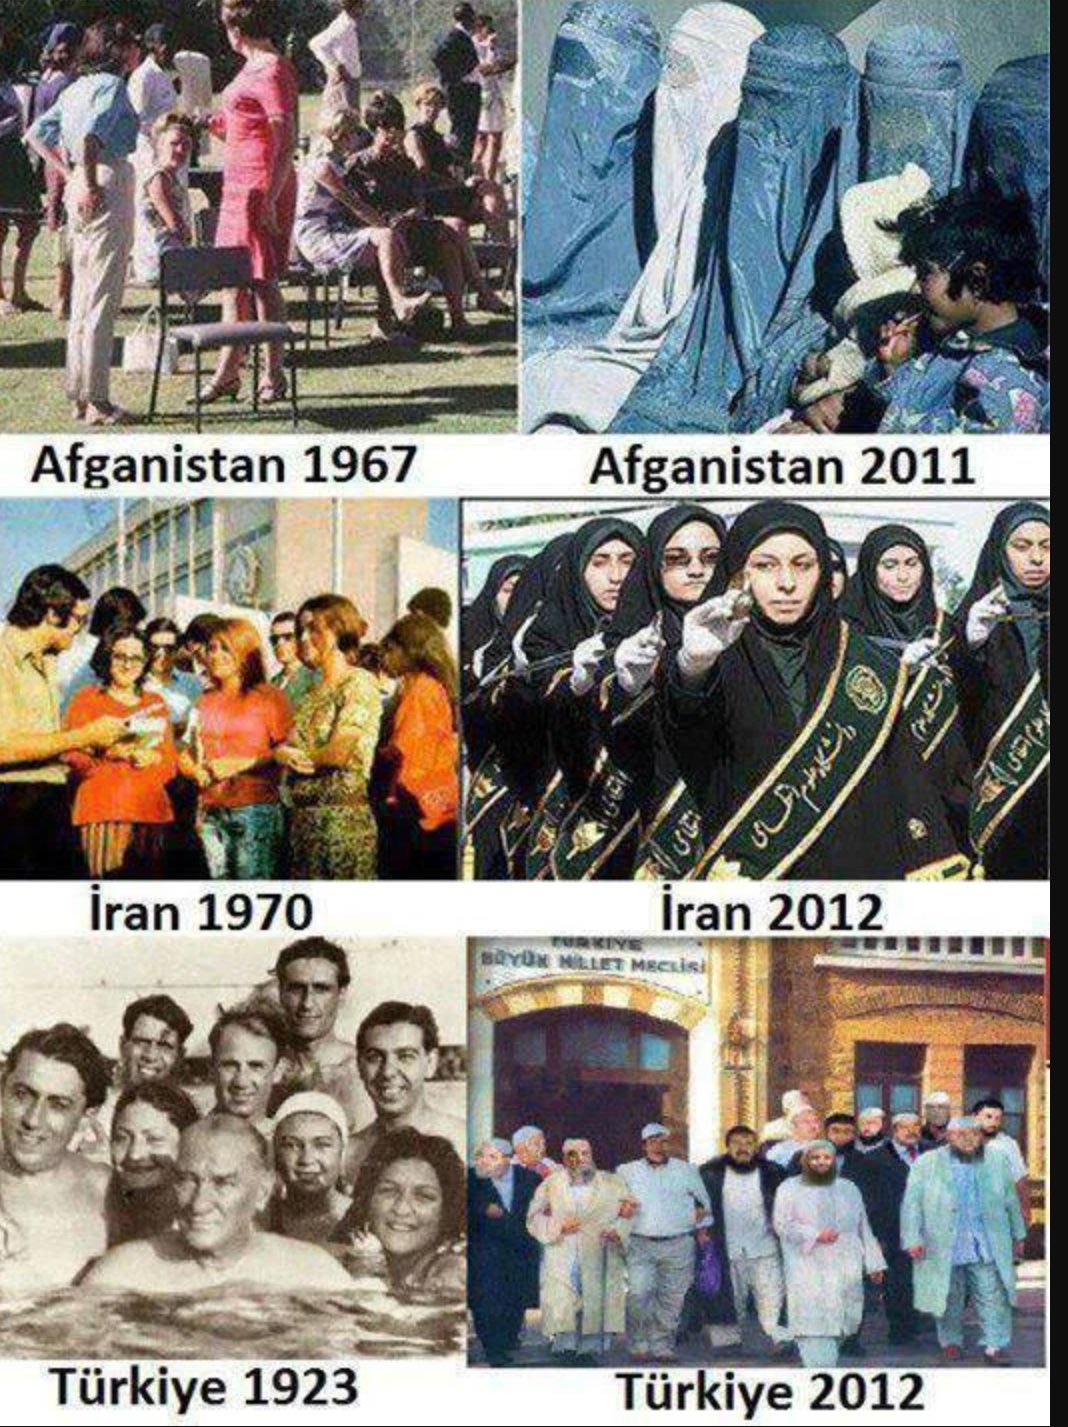 Afganistan 1967
Afganistan 2011
İran 1970
İran 2012
TÜRKİYE
BÜYÜK MİLLET MECLİSİ
Türkiye 1923
Türkiye 2012